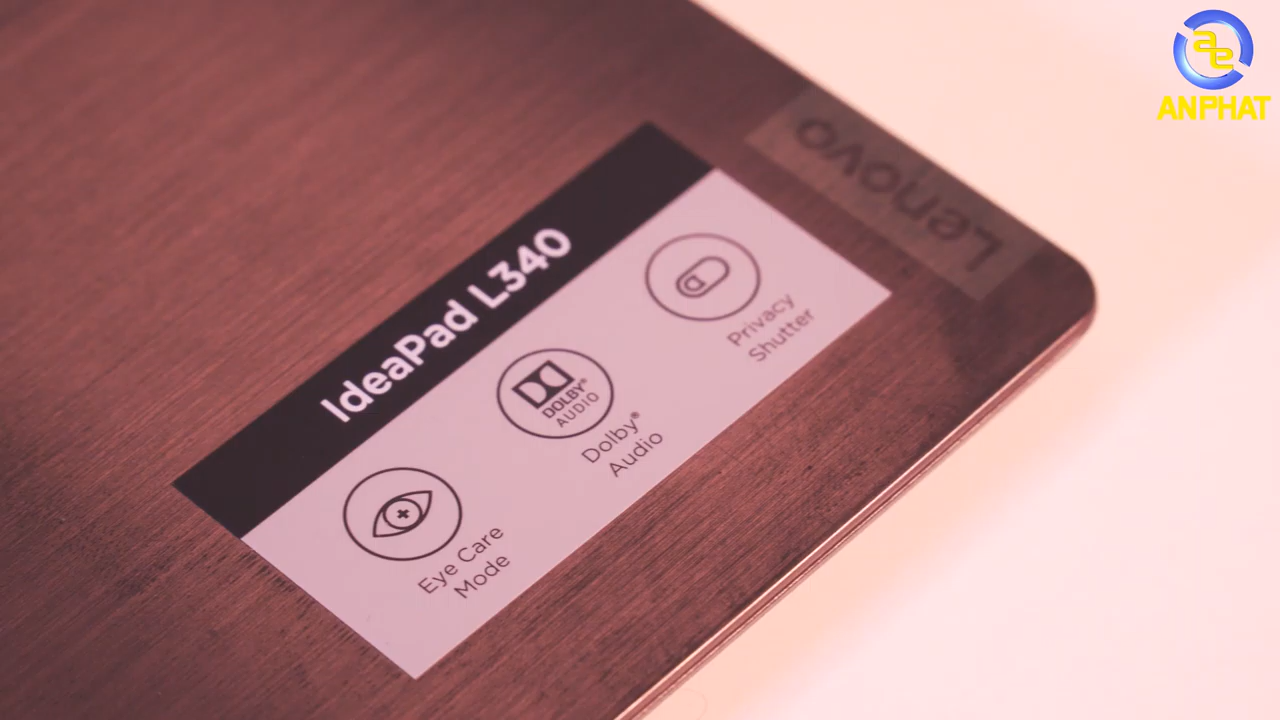 ANPHAT
Lenovo
IdeaPad L340
Privacy
Shutter
DOLBY®
AUDIO
Dolby®
Audio
Eye Care
Mode